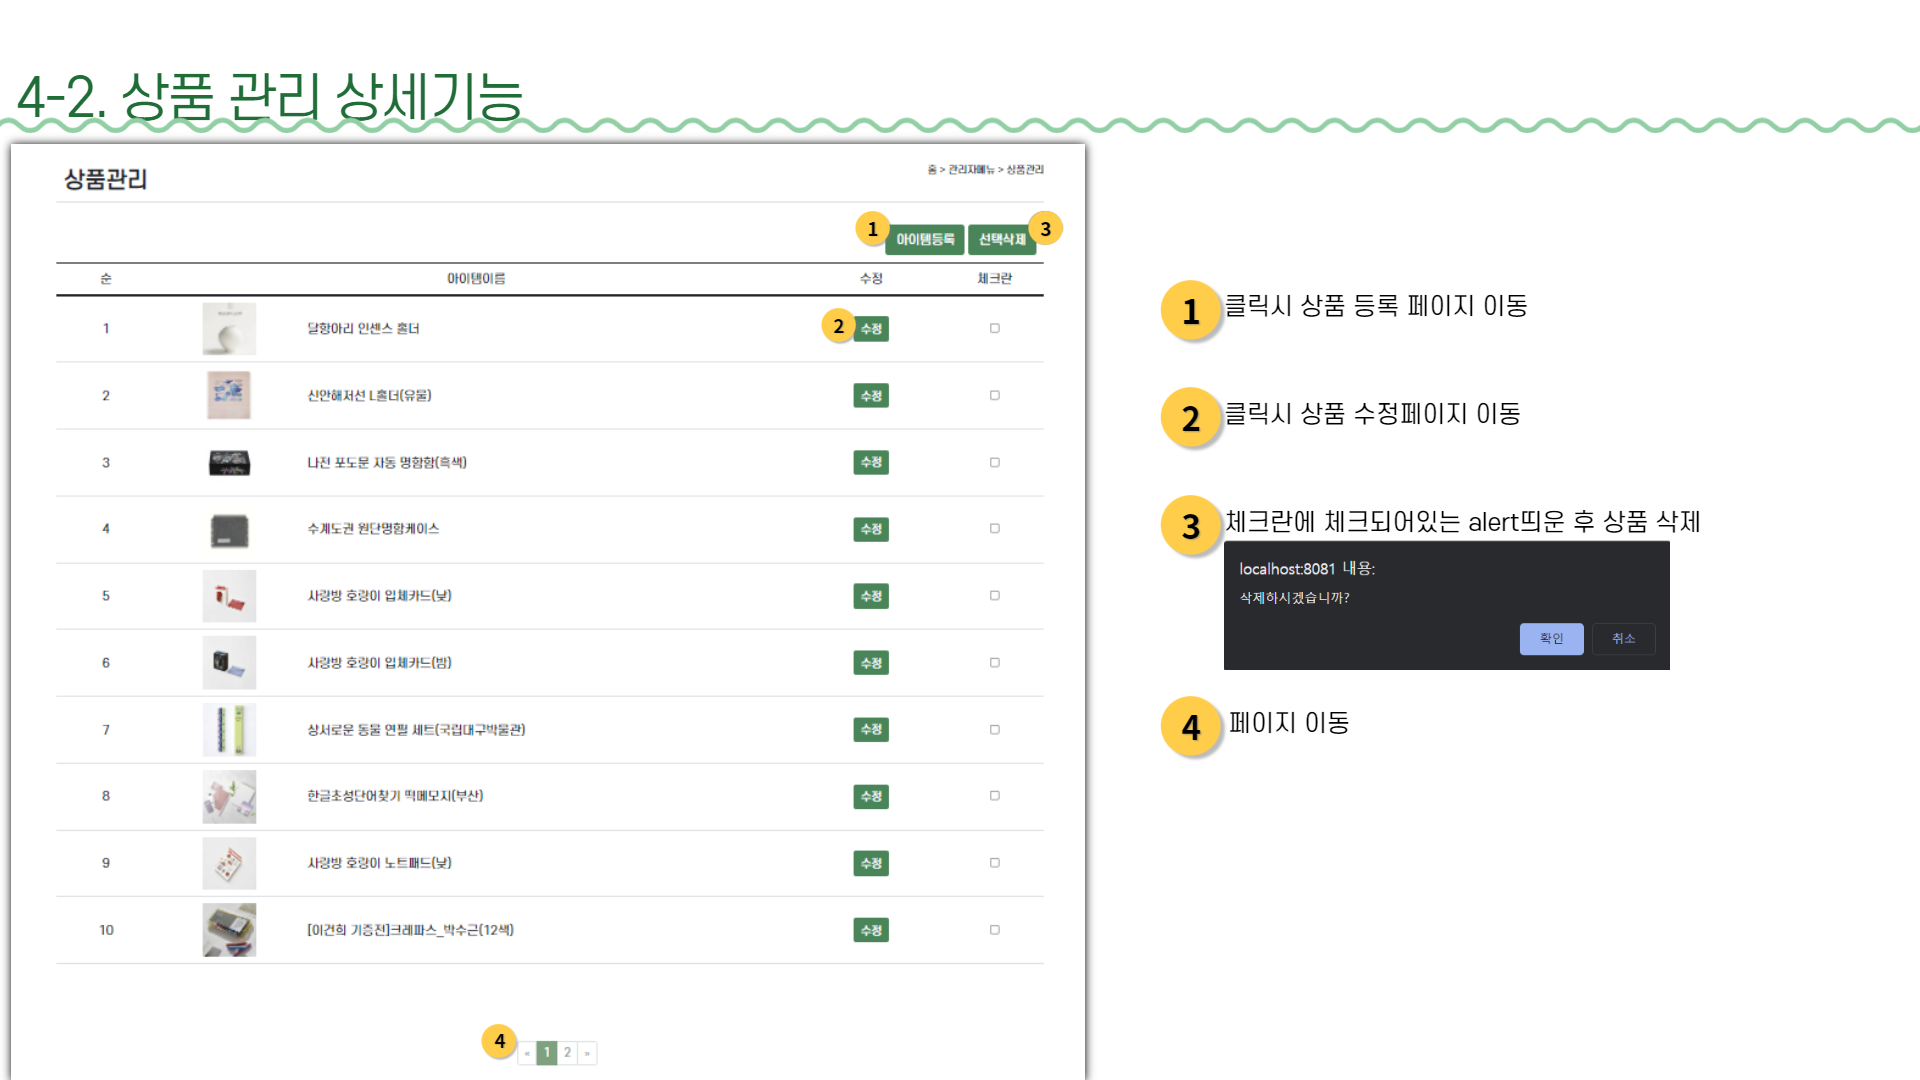 4-2. 상품 관리 상세기능
상품관리
홈 > 관리자메뉴 > 상품관리
1 아이템등록 선택삭제 3
순 아이템이름 수정 체크란
1 달항아리 인센스 홀더 2 수정
2 신안해저선 L홀더(유물) 수정
3 나전 포도문 자동 명함함(흑색) 수정
4 수계도권 원단명함케이스 수정
5 사랑방 호랑이 입체카드(낮) 수정
6 사랑방 호랑이 입체카드(밤) 수정
7 상서로운 동물 연필 세트(국립대구박물관) 수정
8 한글초성단어찾기 떡메모지(부산) 수정
9 사랑방 호랑이 노트패드(낮) 수정
10 [이건희 기증전]크레파스_박수근(12색) 수정
4 « 1 2 »
1 클릭시 상품 등록 페이지 이동
2 클릭시 상품 수정페이지 이동
3 체크란에 체크되어있는 alert띄운 후 상품 삭제
localhost:8081 내용:
삭제하시겠습니까?
확인 취소
4 페이지 이동